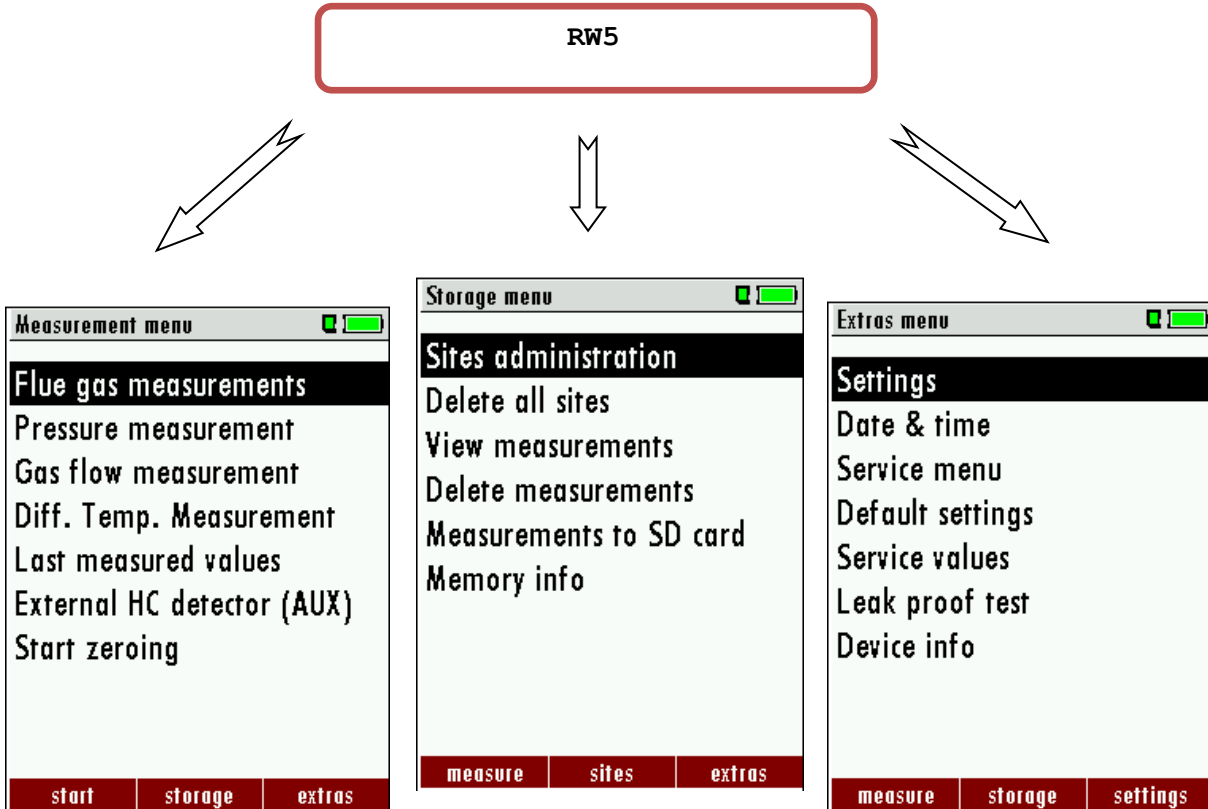 RW5
Measurement menu
Flue gas measurements
Pressure measurement
Gas flow measurement
Diff. Temp. Measurement
Last measured values
External HC detector (AUX)
Start zeroing
start storage extras
Storage menu
Sites administration
Delete all sites
View measurements
Delete measurements
Measurements to SD card
Memory info
measure sites extras
Extras menu
Settings
Date & time
Service menu
Default settings
Service values
Leak proof test
Device info
measure storage settings